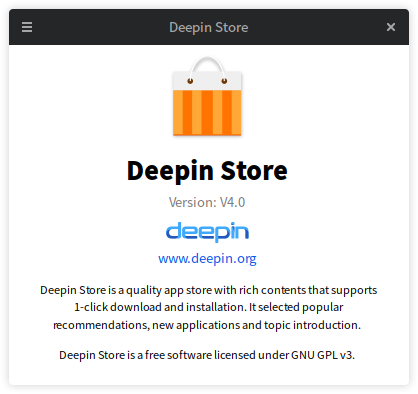 Deepin Store
Deepin Store
Version: V4.0
deepin
www.deepin.org
Deepin Store is a quality app store with rich contents that supports
1-click download and installation. It selected popular
recommendations, new applications and topic introduction.
Deepin Store is a free software licensed under GNU GPL v3.